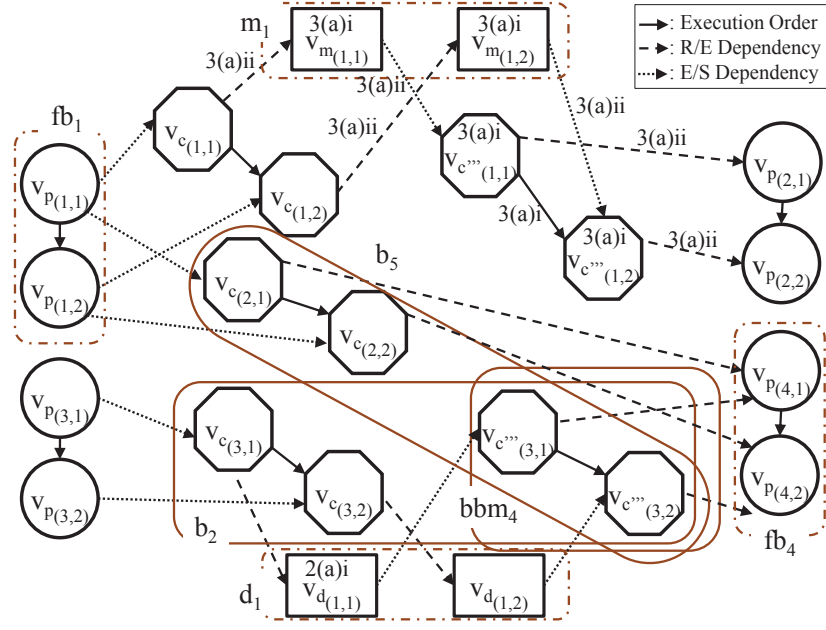 : Execution Order
: R/E Dependency
: E/S Dependency
m1
3(a)i
vm(1,1)
3(a)i
vm(1,2)
3(a)ii
3(a)ii
3(a)ii
fb1
vc(1,1)
3(a)i
vc'''(1,1)
3(a)ii
vp(1,1)
vp(2,1)
vc(1,2)
3(a)i
3(a)i
vc'''(1,2)
3(a)ii
vp(2,2)
vp(1,2)
vc(2,1)
b5
vc(2,2)
vp(3,1)
vp(4,1)
vc(3,1)
vc'''(3,1)
vp(3,2)
vc(3,2)
bbm4
vc'''(3,2)
vp(4,2)
b2
fb4
d1
2(a)i
vd(1,1)
vd(1,2)